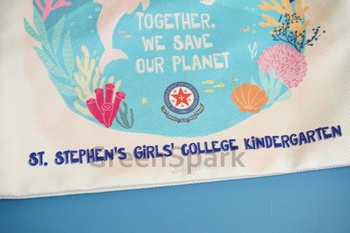 TOGETHER,
WE SAVE
OUR PLANET
ST. STEPHEN'S GIRLS' COLLEGE KINDERGARTEN
GreenSpark